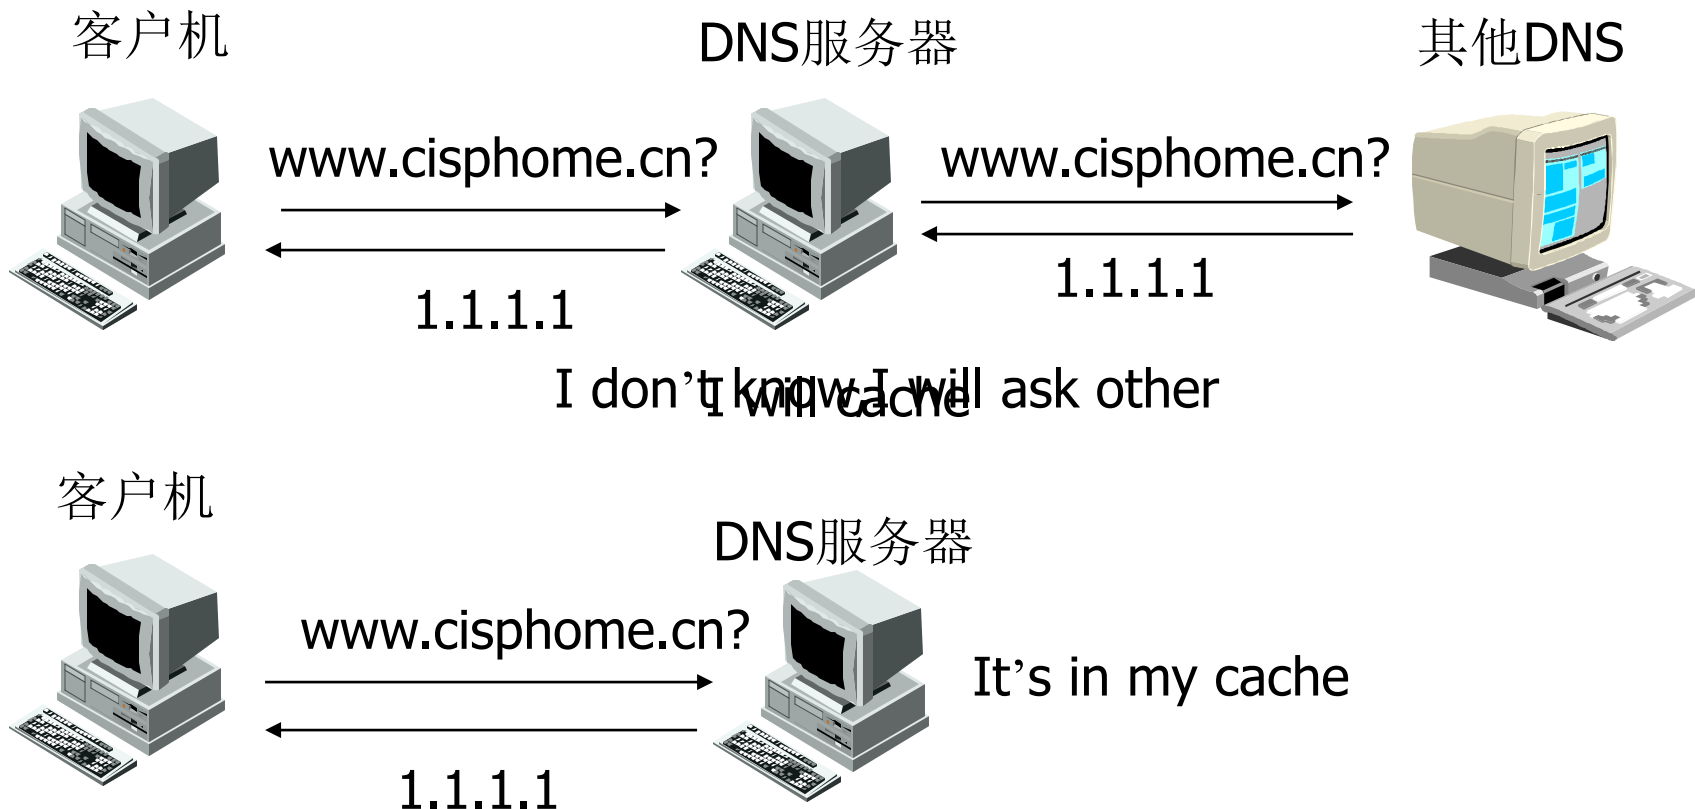 客户机
DNS服务器
其他DNS
www.cisphome.cn?
www.cisphome.cn?
1.1.1.1
1.1.1.1
I don’t know,I will ask other
I will cache
客户机
DNS服务器
www.cisphome.cn?
It’s in my cache
1.1.1.1